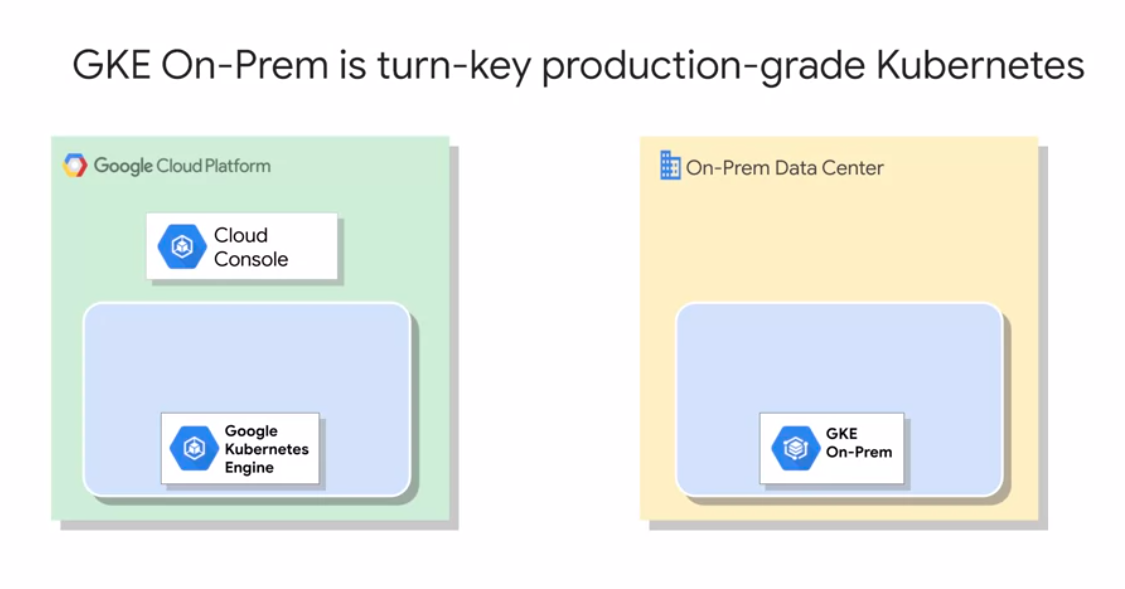 GKE On-Prem is turn-key production-grade Kubernetes
Google Cloud Platform
Cloud
Console
Google
Kubernetes
Engine
On-Prem Data Center
GKE
On-Prem